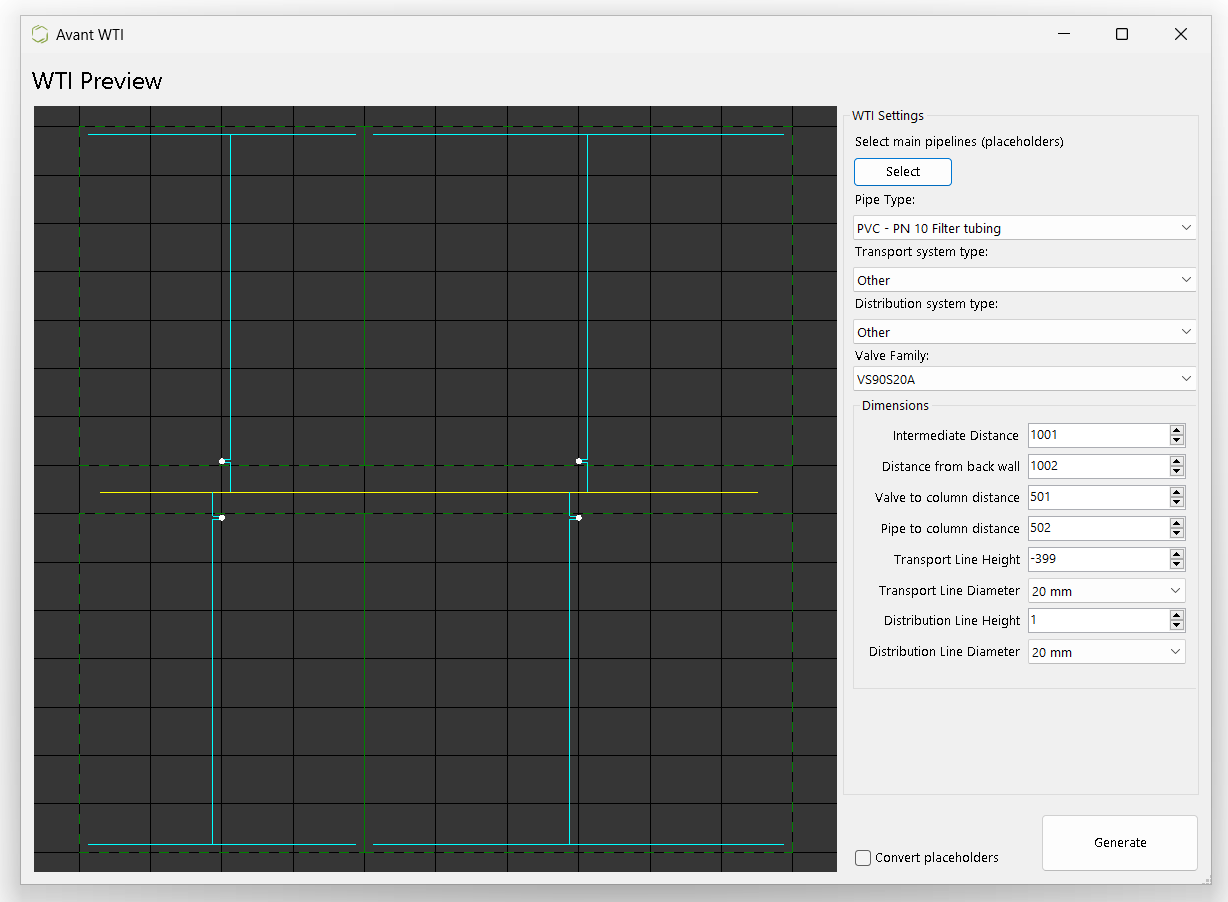 Avant WTI
WTI Preview
WTI Settings
Select main pipelines (placeholders)
Select
Pipe Type:
PVC - PN 10 Filter tubing
Transport system type:
Other
Distribution system type:
Other
Valve Family:
VS90S20A
Dimensions
Intermediate Distance 1001
Distance from back wall 1002
Valve to column distance 501
Pipe to column distance 502
Transport Line Height -399
Transport Line Diameter 20 mm
Distribution Line Height 1
Distribution Line Diameter 20 mm
Convert placeholders
Generate